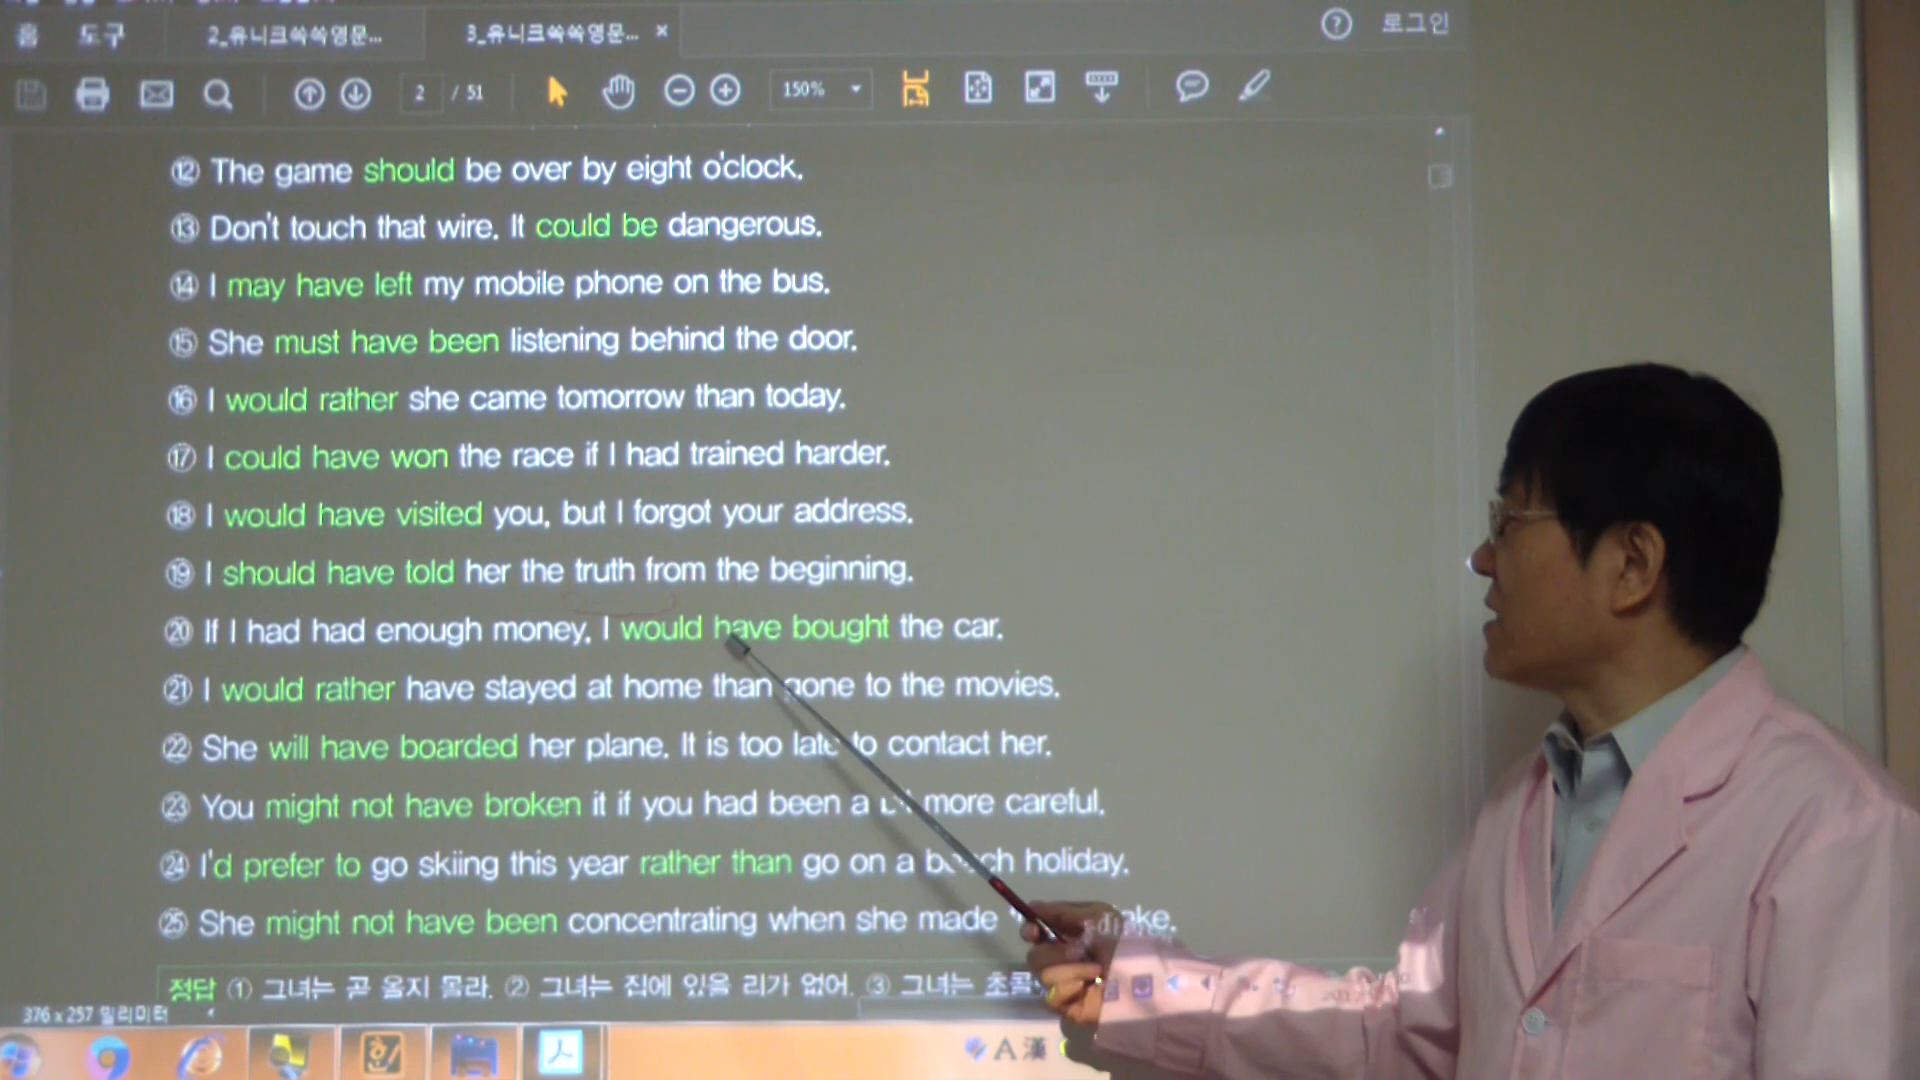 홈 도구 2_유니크쏙쏙영문... 3_유니크쏙쏙영문... × ? 로그인
2 / 51 150%
⑫ The game should be over by eight o'clock.
⑬ Don't touch that wire. It could be dangerous.
⑭ I may have left my mobile phone on the bus.
⑮ She must have been listening behind the door.
⑯ I would rather she came tomorrow than today.
⑰ I could have won the race if I had trained harder.
⑱ I would have visited you, but I forgot your address.
⑲ I should have told her the truth from the beginning.
⑳ If I had had enough money, I would have bought the car.
㉑ I would rather have stayed at home than gone to the movies.
㉒ She will have boarded her plane. It is too late to contact her.
㉓ You might not have broken it if you had been a bit more careful.
㉔ I'd prefer to go skiing this year rather than go on a beach holiday.
㉕ She might not have been concentrating when she made
정답 ① 그녀는 곧 올지 몰라. ② 그녀는 집에 있을 리가 없어. ③ 그녀는 초콜
376 x 257 밀리미터
A 漢